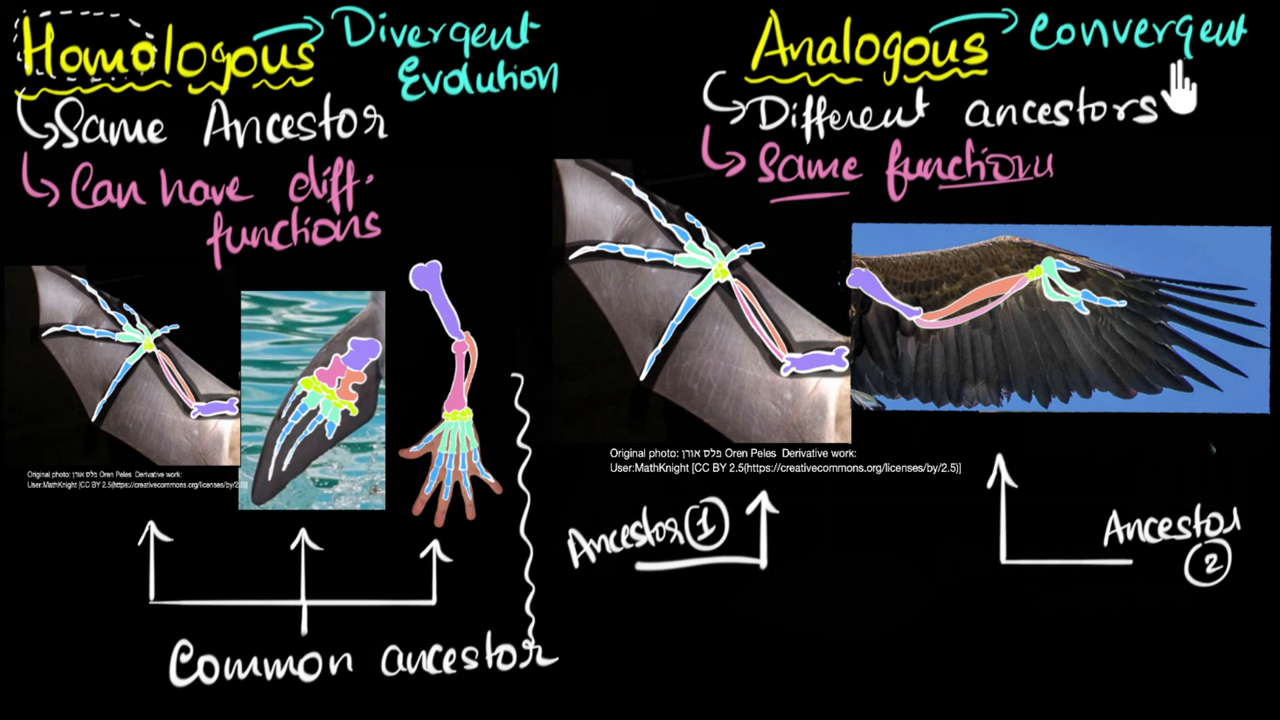 Homologous
Divergent
Evolution
Same Ancestor
Can have diff.
functions
Original photo: פלס אורן Oren Peles Derivative work:
User:MathKnight [CC BY 2.5(https://creativecommons.org/licenses/by/2.5)]
Common ancestor
Analogous
Convergent
Different ancestors
Same functions
Original photo: פלס אורן Oren Peles Derivative work:
User:MathKnight [CC BY 2.5(https://creativecommons.org/licenses/by/2.5)]
Ancestor 1
Ancestor
2